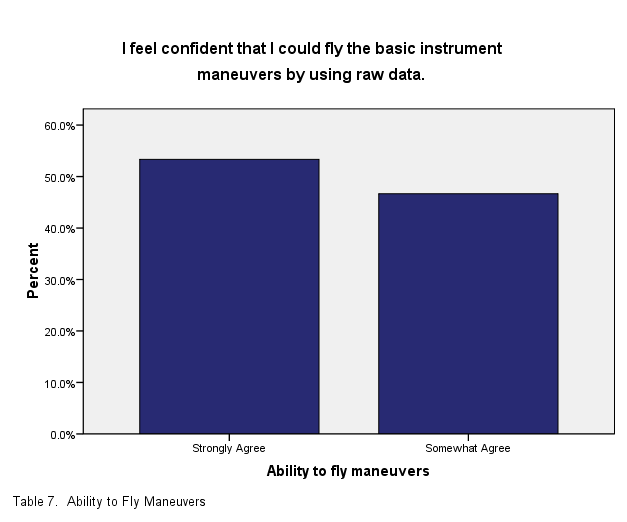 I feel confident that I could fly the basic instrument
maneuvers by using raw data.
60.0%
50.0%
40.0%
30.0%
20.0%
10.0%
0.0%
Percent
Strongly Agree
Somewhat Agree
Ability to fly maneuvers
Table 7. Ability to Fly Maneuvers